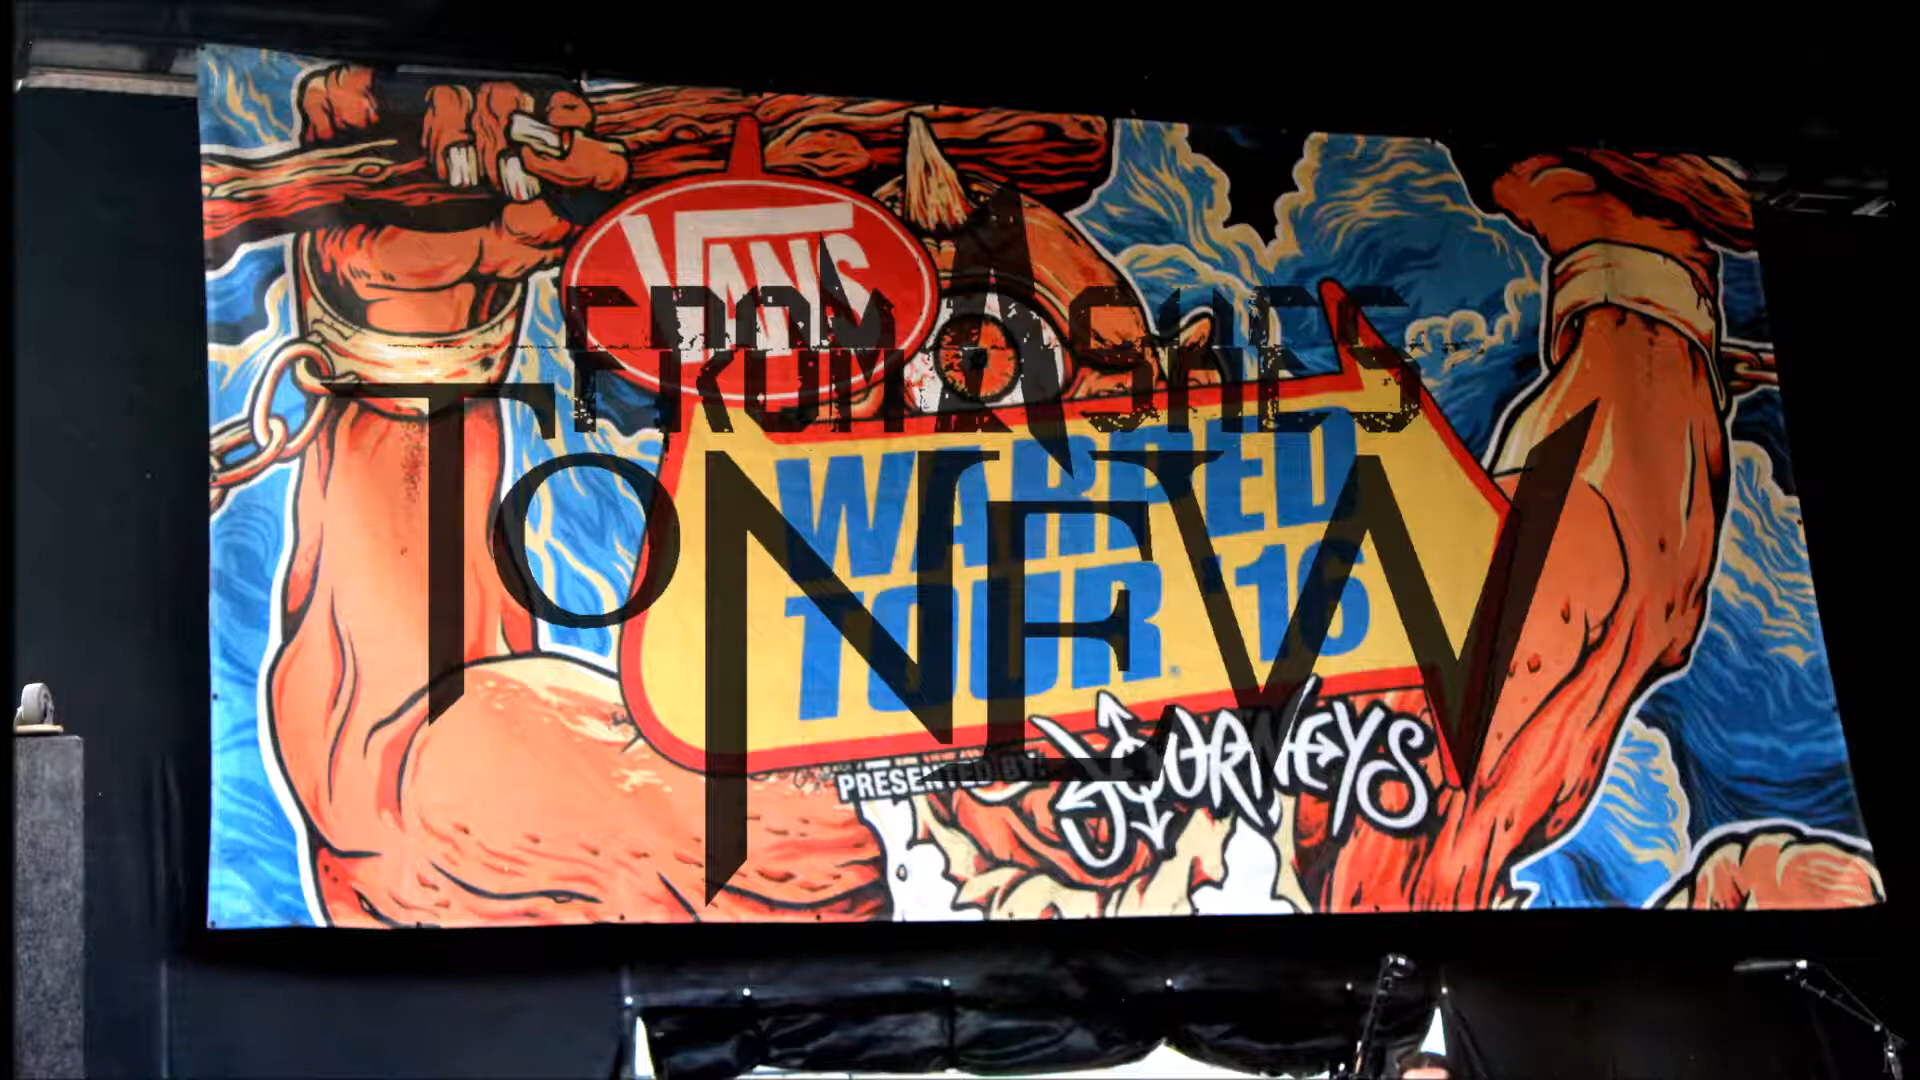 VANS
FROM ASHES
TO NEW
WARPED
TOUR '16
PRESENTED BY:
JOURNEYS